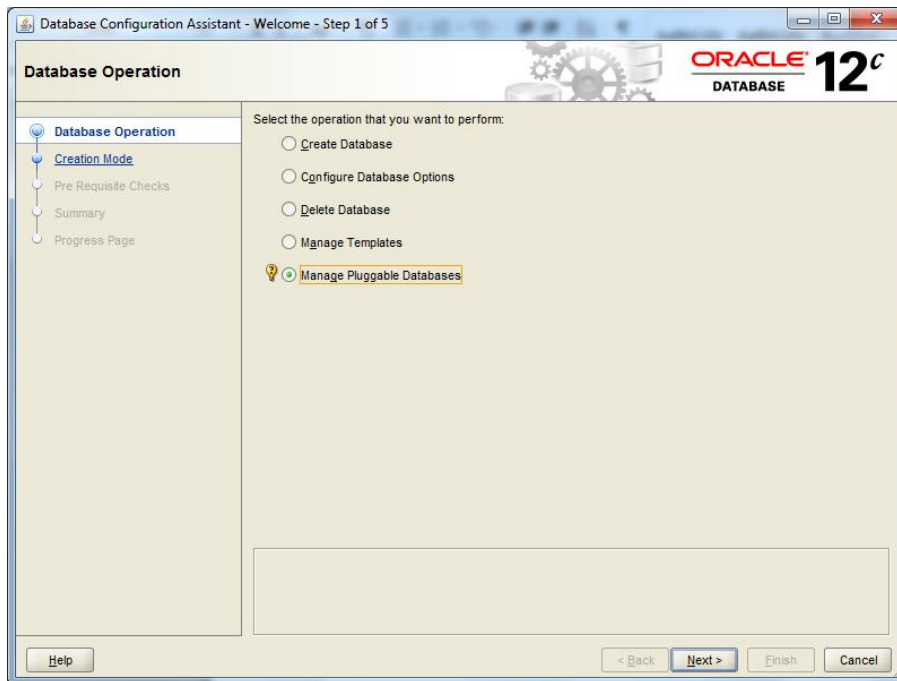 Database Configuration Assistant - Welcome - Step 1 of 5
Database Operation
ORACLE DATABASE 12c
Database Operation
Creation Mode
Pre Requisite Checks
Summary
Progress Page
Select the operation that you want to perform:
Create Database
Configure Database Options
Delete Database
Manage Templates
Manage Pluggable Databases
Help
< Back
Next >
Finish
Cancel